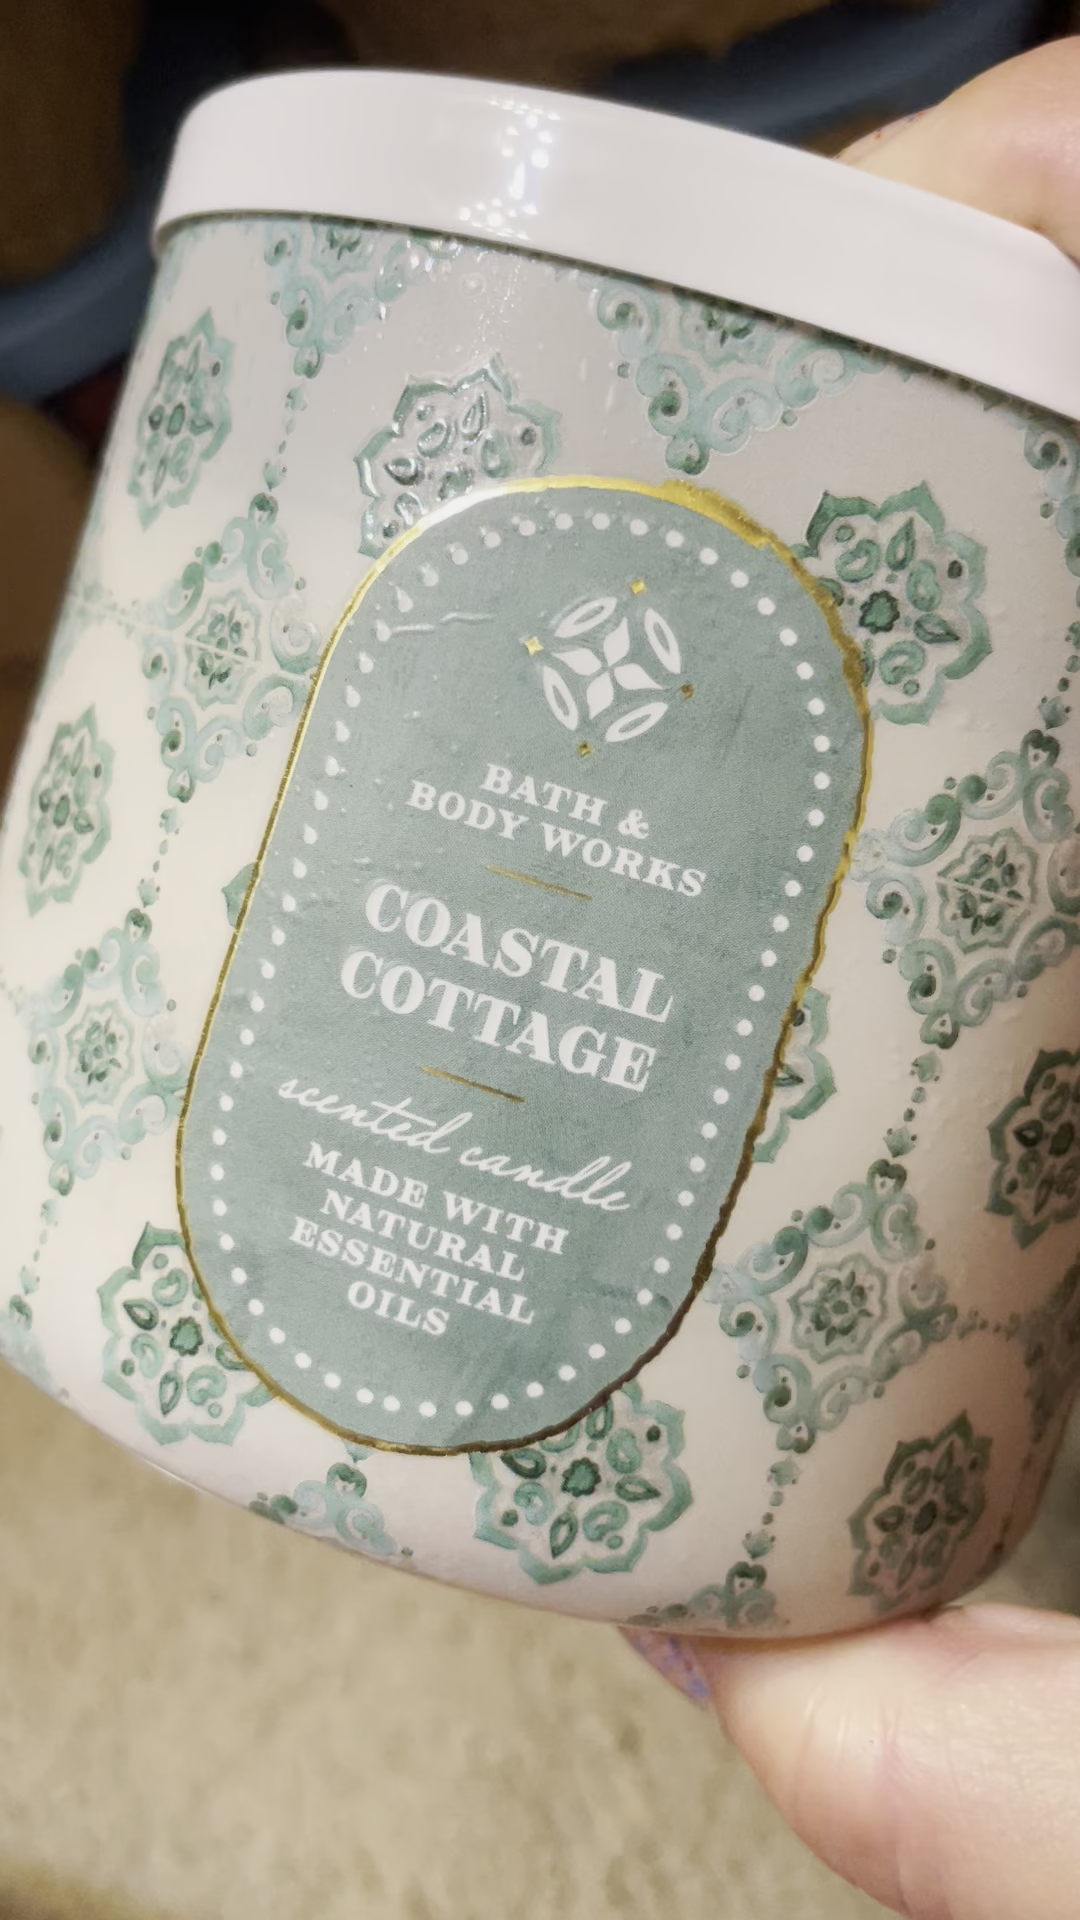 BATH &
BODY WORKS
COASTAL
COTTAGE
scented candle
MADE WITH
NATURAL
ESSENTIAL
OILS